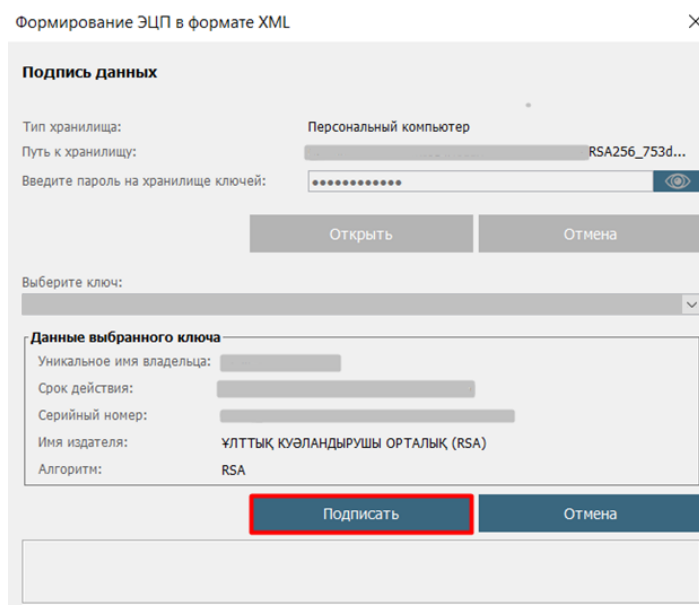 Формирование ЭЦП в формате XML
Подпись данных
Тип хранилища: Персональный компьютер
Путь к хранилищу: RSA256_753d...
Введите пароль на хранилище ключей: ••••••••••••
Открыть Отмена
Выберите ключ:
Данные выбранного ключа
Уникальное имя владельца:
Срок действия:
Серийный номер:
Имя издателя: ҰЛТТЫҚ КУӘЛАНДЫРУШЫ ОРТАЛЫҚ (RSA)
Алгоритм: RSA
Подписать Отмена